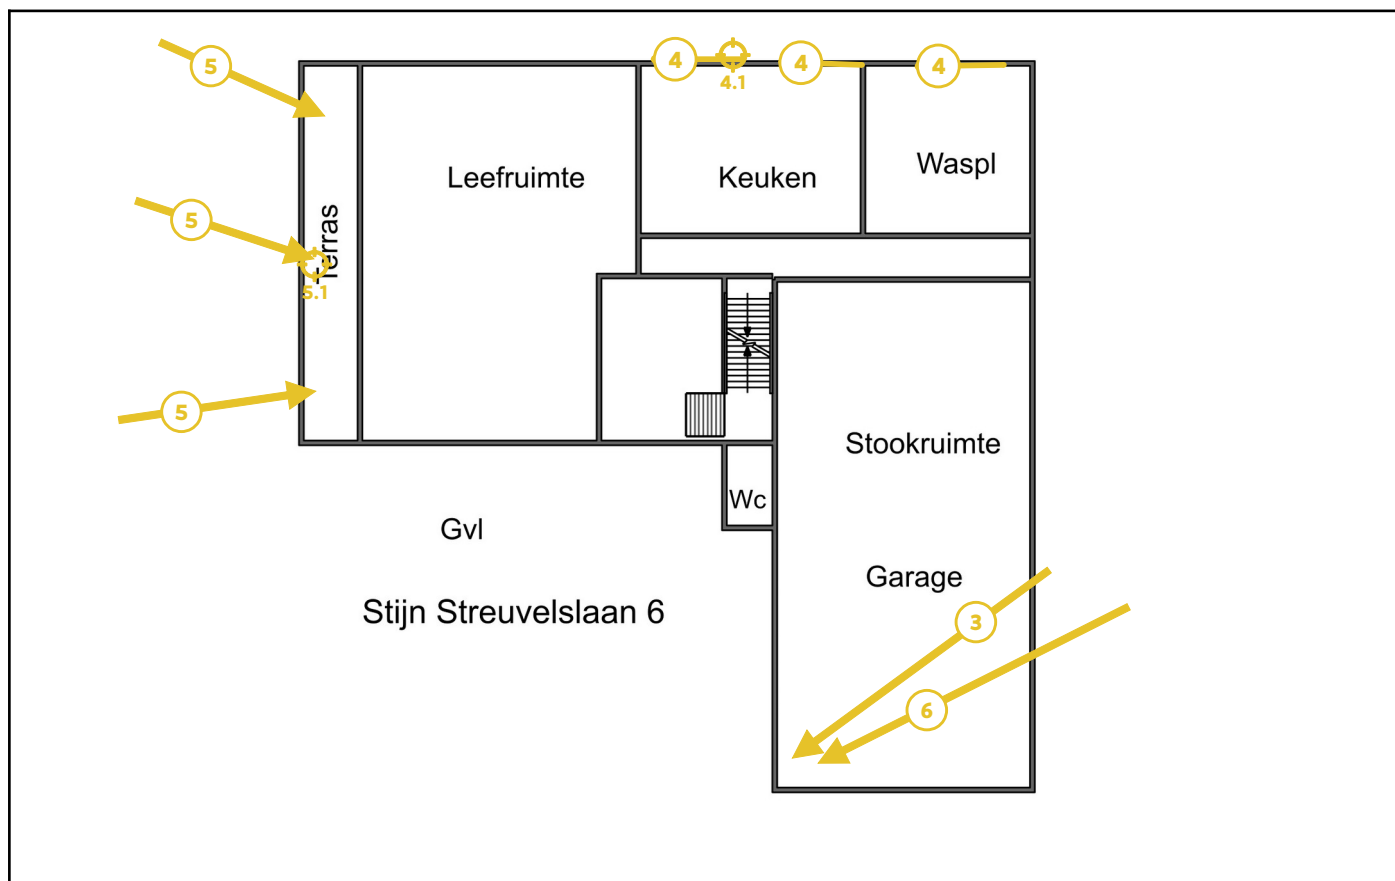 5
4
4
4
4.1
Leefruimte
Keuken
Waspl
5
Terras
5.1
5
Stookruimte
Wc
Gvl
Garage
Stijn Streuvelslaan 6
3
6